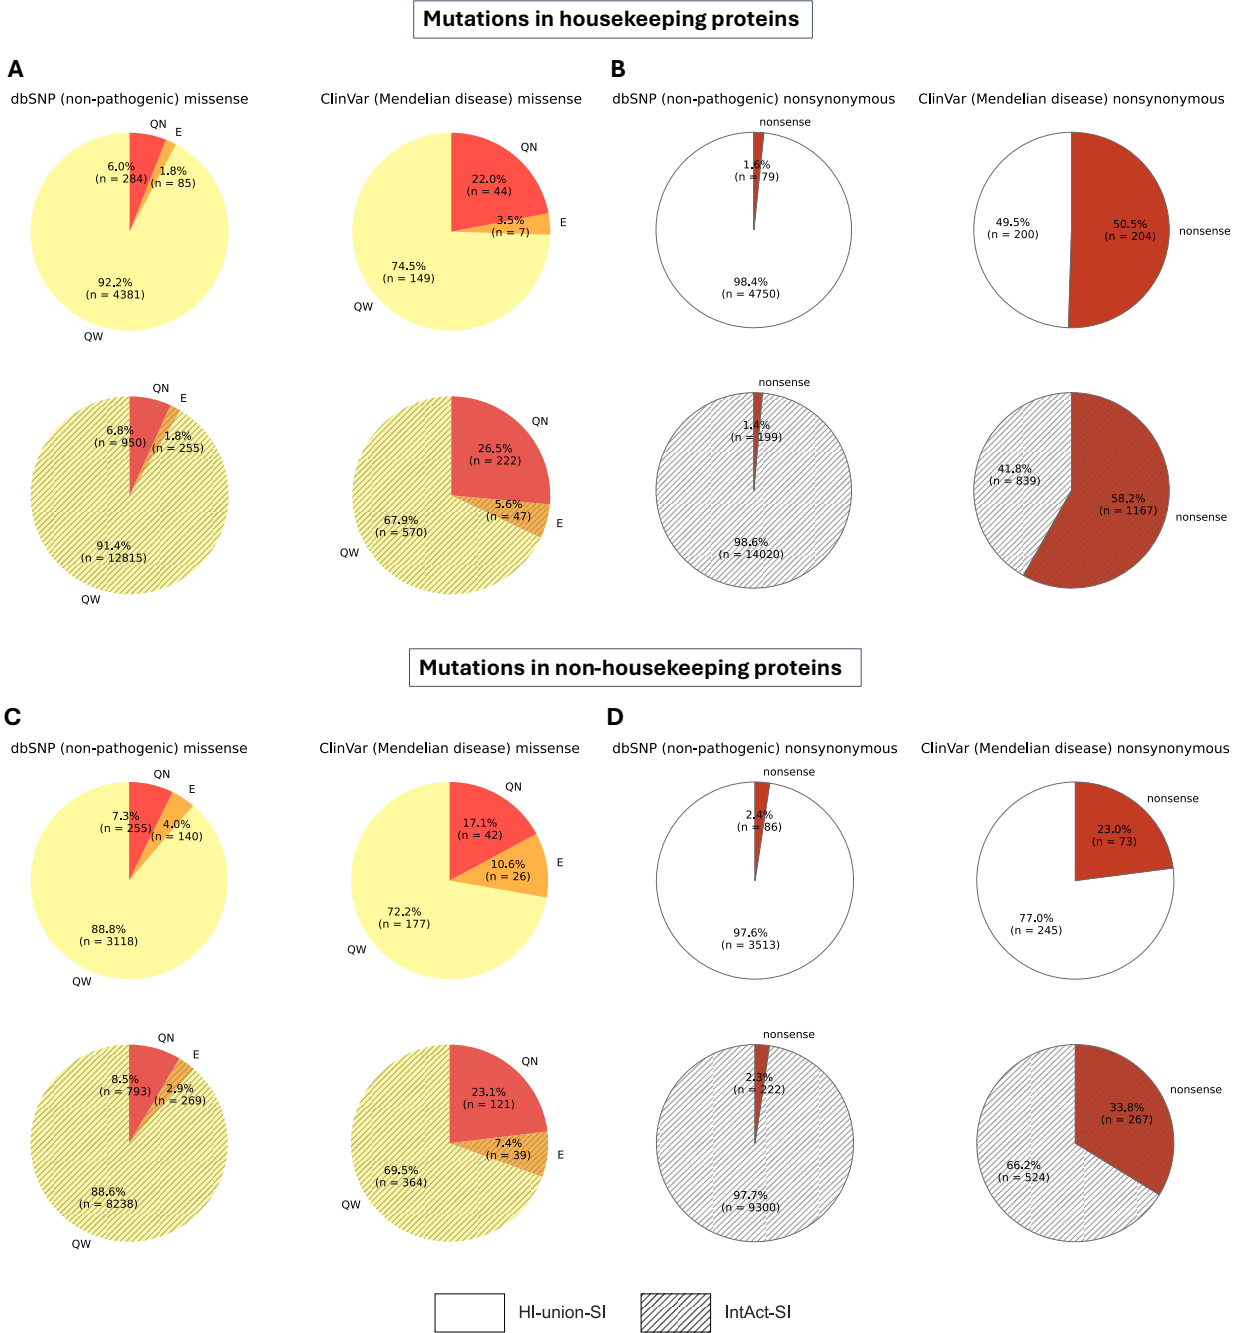 Mutations in housekeeping proteins
A
B
dbSNP (non-pathogenic) missense
ClinVar (Mendelian disease) missense
dbSNP (non-pathogenic) nonsynonymous
ClinVar (Mendelian disease) nonsynonymous
QN
E
6.0%
(n = 284)
1.8%
(n = 85)
92.2%
(n = 4381)
QW
QN
22.0%
(n = 44)
3.5%
(n = 7)
E
74.5%
(n = 149)
QW
nonsense
1.6%
(n = 79)
98.4%
(n = 4750)
49.5%
(n = 200)
50.5%
(n = 204)
nonsense
QN
E
6.8%
(n = 950)
1.8%
(n = 255)
91.4%
(n = 12815)
QW
QN
26.5%
(n = 222)
5.6%
(n = 47)
E
67.9%
(n = 570)
QW
nonsense
1.4%
(n = 199)
98.6%
(n = 14020)
41.8%
(n = 839)
58.2%
(n = 1167)
nonsense
Mutations in non-housekeeping proteins
C
D
dbSNP (non-pathogenic) missense
ClinVar (Mendelian disease) missense
dbSNP (non-pathogenic) nonsynonymous
ClinVar (Mendelian disease) nonsynonymous
QN
E
7.3%
(n = 255)
4.0%
(n = 140)
88.8%
(n = 3118)
QW
QN
17.1%
(n = 42)
10.6%
(n = 26)
E
72.2%
(n = 177)
QW
nonsense
2.4%
(n = 86)
97.6%
(n = 3513)
nonsense
23.0%
(n = 73)
77.0%
(n = 245)
QN
E
8.5%
(n = 793)
2.9%
(n = 269)
88.6%
(n = 8238)
QW
QN
23.1%
(n = 121)
7.4%
(n = 39)
E
69.5%
(n = 364)
QW
nonsense
2.3%
(n = 222)
97.7%
(n = 9300)
nonsense
33.8%
(n = 267)
66.2%
(n = 524)
HI-union-SI
IntAct-SI